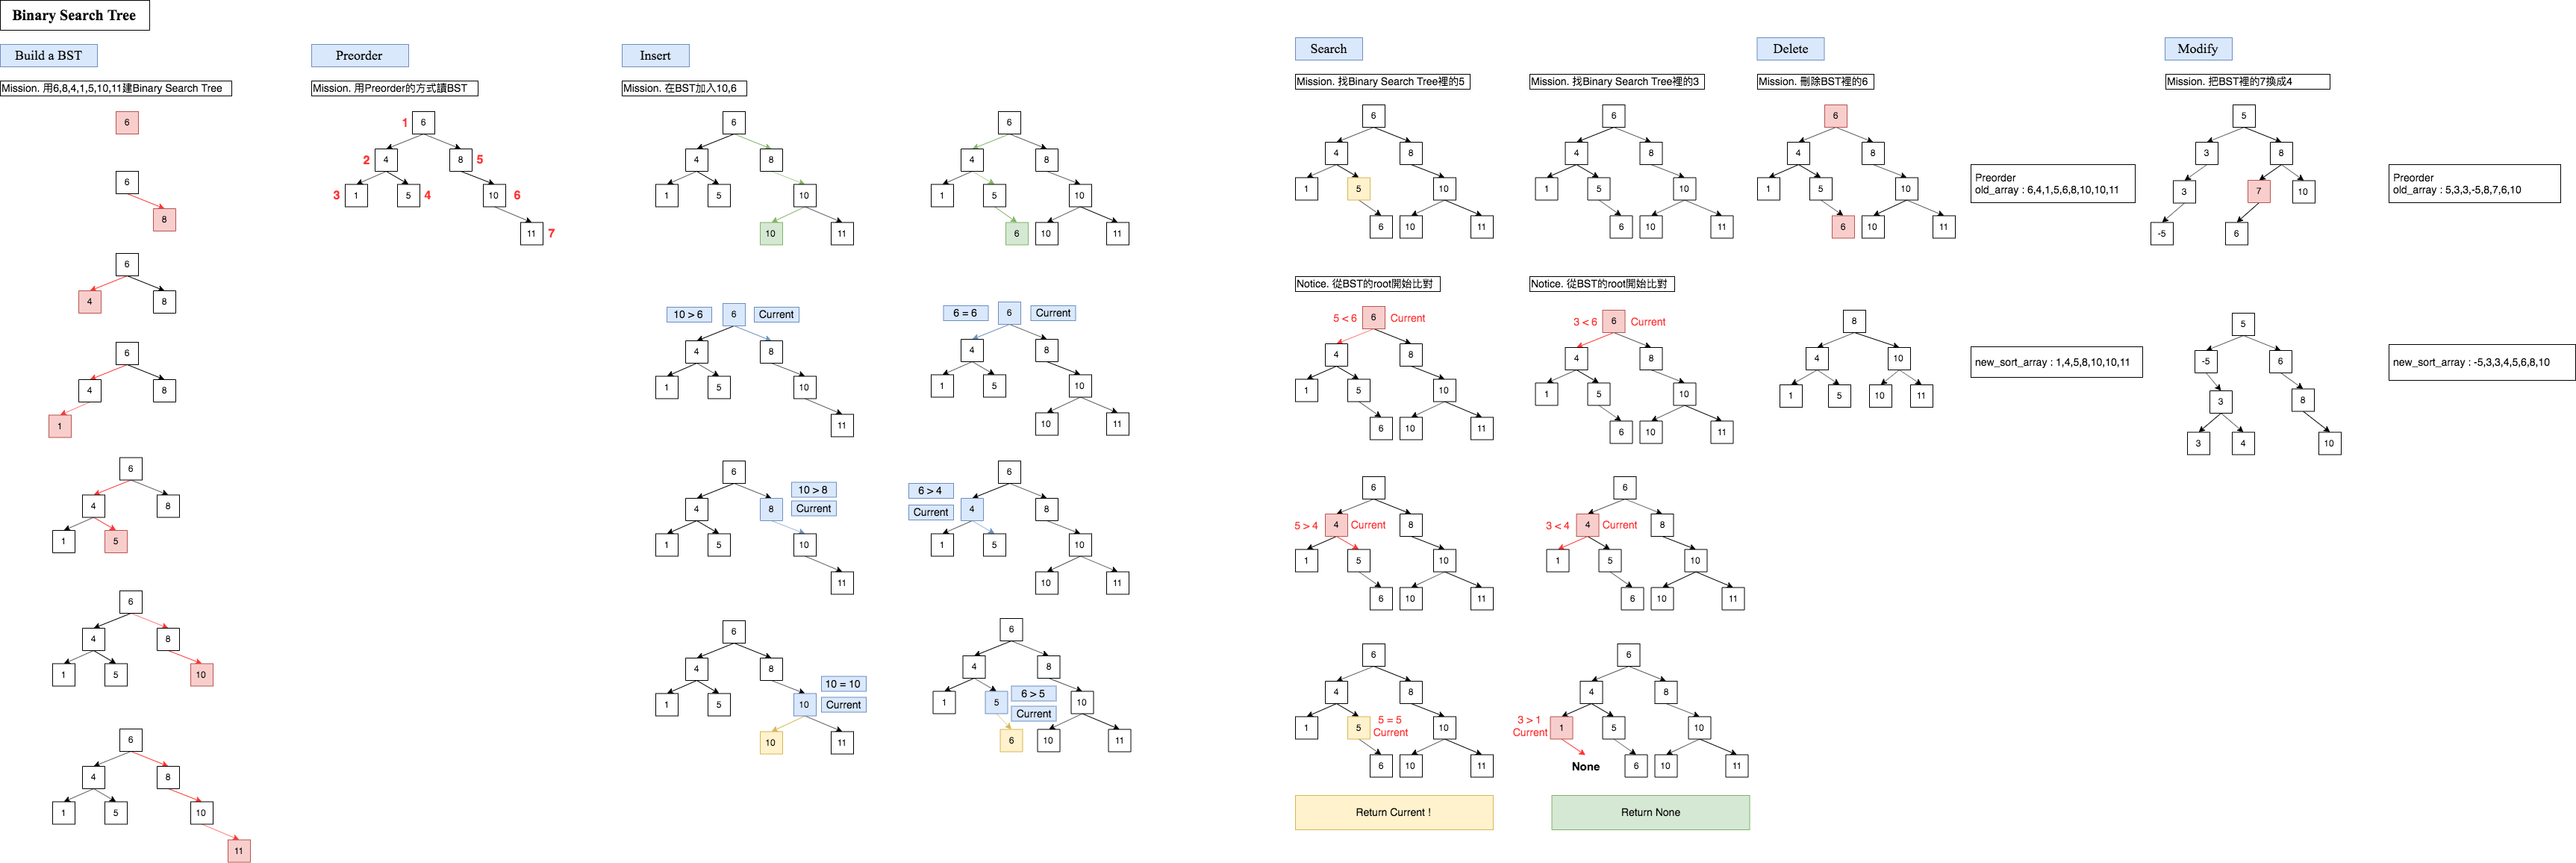 Binary Search Tree
Build a BST
Mission. 用6,8,4,1,5,10,11建Binary Search Tree
6
6
8
6
4 8
6
4 8
1
6
4 8
1 5
6
4 8
1 5 10
6
4 8
1 5 10
11
Preorder
Mission. 用Preorder的方式讀BST
1 6
2 4 8 5
3 1 5 4 10 6
11 7
Insert
Mission. 在BST加入10,6
6
4 8
1 5 10
10 11
10 > 6 6 Current
4 8
1 5 10
11
6
10 > 8
4 8 Current
1 5 10
11
6
4 8
10 = 10
1 5 10 Current
10 11
6
4 8
1 5 10
6 10 11
6 = 6 6 Current
4 8
1 5 10
10 11
6
6 > 4
Current 4 8
1 5 10
10 11
6
4 8
6 > 5
1 5 10
Current
6 10 11
Search
Mission. 找Binary Search Tree裡的5
6
4 8
1 5 10
6 10 11
Notice. 從BST的root開始比對
5 < 6 6 Current
4 8
1 5 10
6 10 11
6
5 > 4 4 Current 8
1 5 10
6 10 11
6
4 8
5 = 5
1 5 10
Current
6 10 11
Return Current !
Mission. 找Binary Search Tree裡的3
6
4 8
1 5 10
6 10 11
Notice. 從BST的root開始比對
3 < 6 6 Current
4 8
1 5 10
6 10 11
6
3 < 4 4 Current 8
1 5 10
6 10 11
6
4 8
3 > 1
1 5 10
Current
None 6 10 11
Return None
Delete
Mission. 刪除BST裡的6
6
4 8
1 5 10
6 10 11
Preorder
old_array : 6,4,1,5,6,8,10,10,11
8
4 10
1 5 10 11
new_sort_array : 1,4,5,8,10,10,11
Modify
Mission. 把BST裡的7換成4
5
3 8
3 7 10
-5 6
Preorder
old_array : 5,3,3,-5,8,7,6,10
5
-5 6
3 8
3 4 10
new_sort_array : -5,3,3,4,5,6,8,10